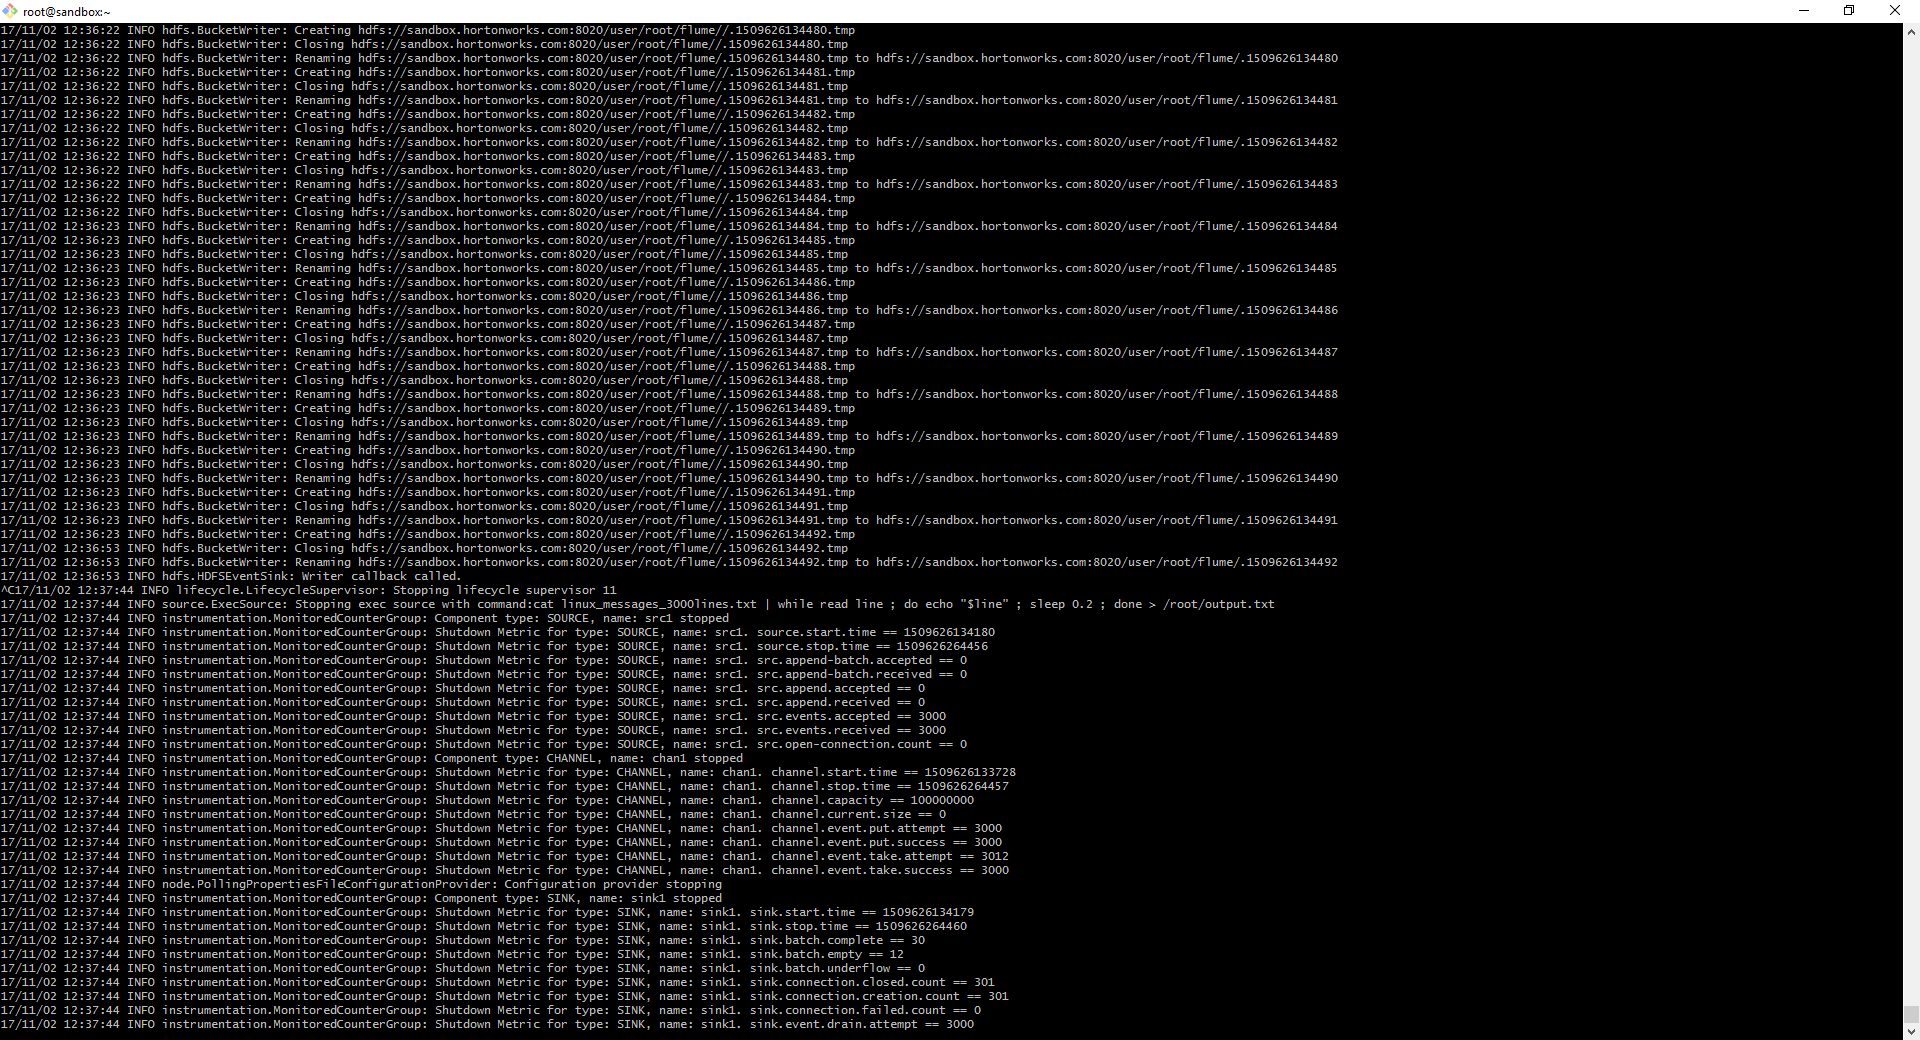 root@sandbox:~
17/11/02 12:36:22 INFO hdfs.BucketWriter: Creating hdfs://sandbox.hortonworks.com:8020/user/root/flume//.1509626134480.tmp
17/11/02 12:36:22 INFO hdfs.BucketWriter: Closing hdfs://sandbox.hortonworks.com:8020/user/root/flume//.1509626134480.tmp
17/11/02 12:36:22 INFO hdfs.BucketWriter: Renaming hdfs://sandbox.hortonworks.com:8020/user/root/flume/.1509626134480.tmp to hdfs://sandbox.hortonworks.com:8020/user/root/flume/.1509626134480
17/11/02 12:36:22 INFO hdfs.BucketWriter: Creating hdfs://sandbox.hortonworks.com:8020/user/root/flume//.1509626134481.tmp
17/11/02 12:36:22 INFO hdfs.BucketWriter: Closing hdfs://sandbox.hortonworks.com:8020/user/root/flume//.1509626134481.tmp
17/11/02 12:36:22 INFO hdfs.BucketWriter: Renaming hdfs://sandbox.hortonworks.com:8020/user/root/flume/.1509626134481.tmp to hdfs://sandbox.hortonworks.com:8020/user/root/flume/.1509626134481
17/11/02 12:36:22 INFO hdfs.BucketWriter: Creating hdfs://sandbox.hortonworks.com:8020/user/root/flume//.1509626134482.tmp
17/11/02 12:36:22 INFO hdfs.BucketWriter: Closing hdfs://sandbox.hortonworks.com:8020/user/root/flume//.1509626134482.tmp
17/11/02 12:36:22 INFO hdfs.BucketWriter: Renaming hdfs://sandbox.hortonworks.com:8020/user/root/flume/.1509626134482.tmp to hdfs://sandbox.hortonworks.com:8020/user/root/flume/.1509626134482
17/11/02 12:36:22 INFO hdfs.BucketWriter: Creating hdfs://sandbox.hortonworks.com:8020/user/root/flume//.1509626134483.tmp
17/11/02 12:36:22 INFO hdfs.BucketWriter: Closing hdfs://sandbox.hortonworks.com:8020/user/root/flume//.1509626134483.tmp
17/11/02 12:36:22 INFO hdfs.BucketWriter: Renaming hdfs://sandbox.hortonworks.com:8020/user/root/flume/.1509626134483.tmp to hdfs://sandbox.hortonworks.com:8020/user/root/flume/.1509626134483
17/11/02 12:36:22 INFO hdfs.BucketWriter: Creating hdfs://sandbox.hortonworks.com:8020/user/root/flume//.1509626134484.tmp
17/11/02 12:36:22 INFO hdfs.BucketWriter: Closing hdfs://sandbox.hortonworks.com:8020/user/root/flume//.1509626134484.tmp
17/11/02 12:36:23 INFO hdfs.BucketWriter: Renaming hdfs://sandbox.hortonworks.com:8020/user/root/flume/.1509626134484.tmp to hdfs://sandbox.hortonworks.com:8020/user/root/flume/.1509626134484
17/11/02 12:36:23 INFO hdfs.BucketWriter: Creating hdfs://sandbox.hortonworks.com:8020/user/root/flume//.1509626134485.tmp
17/11/02 12:36:23 INFO hdfs.BucketWriter: Closing hdfs://sandbox.hortonworks.com:8020/user/root/flume//.1509626134485.tmp
17/11/02 12:36:23 INFO hdfs.BucketWriter: Renaming hdfs://sandbox.hortonworks.com:8020/user/root/flume/.1509626134485.tmp to hdfs://sandbox.hortonworks.com:8020/user/root/flume/.1509626134485
17/11/02 12:36:23 INFO hdfs.BucketWriter: Creating hdfs://sandbox.hortonworks.com:8020/user/root/flume//.1509626134486.tmp
17/11/02 12:36:23 INFO hdfs.BucketWriter: Closing hdfs://sandbox.hortonworks.com:8020/user/root/flume//.1509626134486.tmp
17/11/02 12:36:23 INFO hdfs.BucketWriter: Renaming hdfs://sandbox.hortonworks.com:8020/user/root/flume/.1509626134486.tmp to hdfs://sandbox.hortonworks.com:8020/user/root/flume/.1509626134486
17/11/02 12:36:23 INFO hdfs.BucketWriter: Creating hdfs://sandbox.hortonworks.com:8020/user/root/flume//.1509626134487.tmp
17/11/02 12:36:23 INFO hdfs.BucketWriter: Closing hdfs://sandbox.hortonworks.com:8020/user/root/flume//.1509626134487.tmp
17/11/02 12:36:23 INFO hdfs.BucketWriter: Renaming hdfs://sandbox.hortonworks.com:8020/user/root/flume/.1509626134487.tmp to hdfs://sandbox.hortonworks.com:8020/user/root/flume/.1509626134487
17/11/02 12:36:23 INFO hdfs.BucketWriter: Creating hdfs://sandbox.hortonworks.com:8020/user/root/flume//.1509626134488.tmp
17/11/02 12:36:23 INFO hdfs.BucketWriter: Closing hdfs://sandbox.hortonworks.com:8020/user/root/flume//.1509626134488.tmp
17/11/02 12:36:23 INFO hdfs.BucketWriter: Renaming hdfs://sandbox.hortonworks.com:8020/user/root/flume/.1509626134488.tmp to hdfs://sandbox.hortonworks.com:8020/user/root/flume/.1509626134488
17/11/02 12:36:23 INFO hdfs.BucketWriter: Creating hdfs://sandbox.hortonworks.com:8020/user/root/flume//.1509626134489.tmp
17/11/02 12:36:23 INFO hdfs.BucketWriter: Closing hdfs://sandbox.hortonworks.com:8020/user/root/flume//.1509626134489.tmp
17/11/02 12:36:23 INFO hdfs.BucketWriter: Renaming hdfs://sandbox.hortonworks.com:8020/user/root/flume/.1509626134489.tmp to hdfs://sandbox.hortonworks.com:8020/user/root/flume/.1509626134489
17/11/02 12:36:23 INFO hdfs.BucketWriter: Creating hdfs://sandbox.hortonworks.com:8020/user/root/flume//.1509626134490.tmp
17/11/02 12:36:23 INFO hdfs.BucketWriter: Closing hdfs://sandbox.hortonworks.com:8020/user/root/flume//.1509626134490.tmp
17/11/02 12:36:23 INFO hdfs.BucketWriter: Renaming hdfs://sandbox.hortonworks.com:8020/user/root/flume/.1509626134490.tmp to hdfs://sandbox.hortonworks.com:8020/user/root/flume/.1509626134490
17/11/02 12:36:23 INFO hdfs.BucketWriter: Creating hdfs://sandbox.hortonworks.com:8020/user/root/flume//.1509626134491.tmp
17/11/02 12:36:23 INFO hdfs.BucketWriter: Closing hdfs://sandbox.hortonworks.com:8020/user/root/flume//.1509626134491.tmp
17/11/02 12:36:23 INFO hdfs.BucketWriter: Renaming hdfs://sandbox.hortonworks.com:8020/user/root/flume/.1509626134491.tmp to hdfs://sandbox.hortonworks.com:8020/user/root/flume/.1509626134491
17/11/02 12:36:23 INFO hdfs.BucketWriter: Creating hdfs://sandbox.hortonworks.com:8020/user/root/flume//.1509626134492.tmp
17/11/02 12:36:53 INFO hdfs.BucketWriter: Closing hdfs://sandbox.hortonworks.com:8020/user/root/flume//.1509626134492.tmp
17/11/02 12:36:53 INFO hdfs.BucketWriter: Renaming hdfs://sandbox.hortonworks.com:8020/user/root/flume/.1509626134492.tmp to hdfs://sandbox.hortonworks.com:8020/user/root/flume/.1509626134492
17/11/02 12:36:53 INFO hdfs.HDFSEventSink: Writer callback called.
^C17/11/02 12:37:44 INFO lifecycle.LifecycleSupervisor: Stopping lifecycle supervisor 11
17/11/02 12:37:44 INFO source.ExecSource: Stopping exec source with command:cat linux_messages_3000lines.txt | while read line ; do echo "$line" ; sleep 0.2 ; done > /root/output.txt
17/11/02 12:37:44 INFO instrumentation.MonitoredCounterGroup: Component type: SOURCE, name: src1 stopped
17/11/02 12:37:44 INFO instrumentation.MonitoredCounterGroup: Shutdown Metric for type: SOURCE, name: src1. source.start.time == 1509626134180
17/11/02 12:37:44 INFO instrumentation.MonitoredCounterGroup: Shutdown Metric for type: SOURCE, name: src1. source.stop.time == 1509626264456
17/11/02 12:37:44 INFO instrumentation.MonitoredCounterGroup: Shutdown Metric for type: SOURCE, name: src1. src.append-batch.accepted == 0
17/11/02 12:37:44 INFO instrumentation.MonitoredCounterGroup: Shutdown Metric for type: SOURCE, name: src1. src.append-batch.received == 0
17/11/02 12:37:44 INFO instrumentation.MonitoredCounterGroup: Shutdown Metric for type: SOURCE, name: src1. src.append.accepted == 0
17/11/02 12:37:44 INFO instrumentation.MonitoredCounterGroup: Shutdown Metric for type: SOURCE, name: src1. src.append.received == 0
17/11/02 12:37:44 INFO instrumentation.MonitoredCounterGroup: Shutdown Metric for type: SOURCE, name: src1. src.events.accepted == 3000
17/11/02 12:37:44 INFO instrumentation.MonitoredCounterGroup: Shutdown Metric for type: SOURCE, name: src1. src.events.received == 3000
17/11/02 12:37:44 INFO instrumentation.MonitoredCounterGroup: Shutdown Metric for type: SOURCE, name: src1. src.open-connection.count == 0
17/11/02 12:37:44 INFO instrumentation.MonitoredCounterGroup: Component type: CHANNEL, name: chan1 stopped
17/11/02 12:37:44 INFO instrumentation.MonitoredCounterGroup: Shutdown Metric for type: CHANNEL, name: chan1. channel.start.time == 1509626133728
17/11/02 12:37:44 INFO instrumentation.MonitoredCounterGroup: Shutdown Metric for type: CHANNEL, name: chan1. channel.stop.time == 1509626264457
17/11/02 12:37:44 INFO instrumentation.MonitoredCounterGroup: Shutdown Metric for type: CHANNEL, name: chan1. channel.capacity == 100000000
17/11/02 12:37:44 INFO instrumentation.MonitoredCounterGroup: Shutdown Metric for type: CHANNEL, name: chan1. channel.current.size == 0
17/11/02 12:37:44 INFO instrumentation.MonitoredCounterGroup: Shutdown Metric for type: CHANNEL, name: chan1. channel.event.put.attempt == 3000
17/11/02 12:37:44 INFO instrumentation.MonitoredCounterGroup: Shutdown Metric for type: CHANNEL, name: chan1. channel.event.put.success == 3000
17/11/02 12:37:44 INFO instrumentation.MonitoredCounterGroup: Shutdown Metric for type: CHANNEL, name: chan1. channel.event.take.attempt == 3012
17/11/02 12:37:44 INFO instrumentation.MonitoredCounterGroup: Shutdown Metric for type: CHANNEL, name: chan1. channel.event.take.success == 3000
17/11/02 12:37:44 INFO node.PollingPropertiesFileConfigurationProvider: Configuration provider stopping
17/11/02 12:37:44 INFO instrumentation.MonitoredCounterGroup: Component type: SINK, name: sink1 stopped
17/11/02 12:37:44 INFO instrumentation.MonitoredCounterGroup: Shutdown Metric for type: SINK, name: sink1. sink.start.time == 1509626134179
17/11/02 12:37:44 INFO instrumentation.MonitoredCounterGroup: Shutdown Metric for type: SINK, name: sink1. sink.stop.time == 1509626264460
17/11/02 12:37:44 INFO instrumentation.MonitoredCounterGroup: Shutdown Metric for type: SINK, name: sink1. sink.batch.complete == 30
17/11/02 12:37:44 INFO instrumentation.MonitoredCounterGroup: Shutdown Metric for type: SINK, name: sink1. sink.batch.empty == 12
17/11/02 12:37:44 INFO instrumentation.MonitoredCounterGroup: Shutdown Metric for type: SINK, name: sink1. sink.batch.underflow == 0
17/11/02 12:37:44 INFO instrumentation.MonitoredCounterGroup: Shutdown Metric for type: SINK, name: sink1. sink.connection.closed.count == 301
17/11/02 12:37:44 INFO instrumentation.MonitoredCounterGroup: Shutdown Metric for type: SINK, name: sink1. sink.connection.creation.count == 301
17/11/02 12:37:44 INFO instrumentation.MonitoredCounterGroup: Shutdown Metric for type: SINK, name: sink1. sink.connection.failed.count == 0
17/11/02 12:37:44 INFO instrumentation.MonitoredCounterGroup: Shutdown Metric for type: SINK, name: sink1. sink.event.drain.attempt == 3000